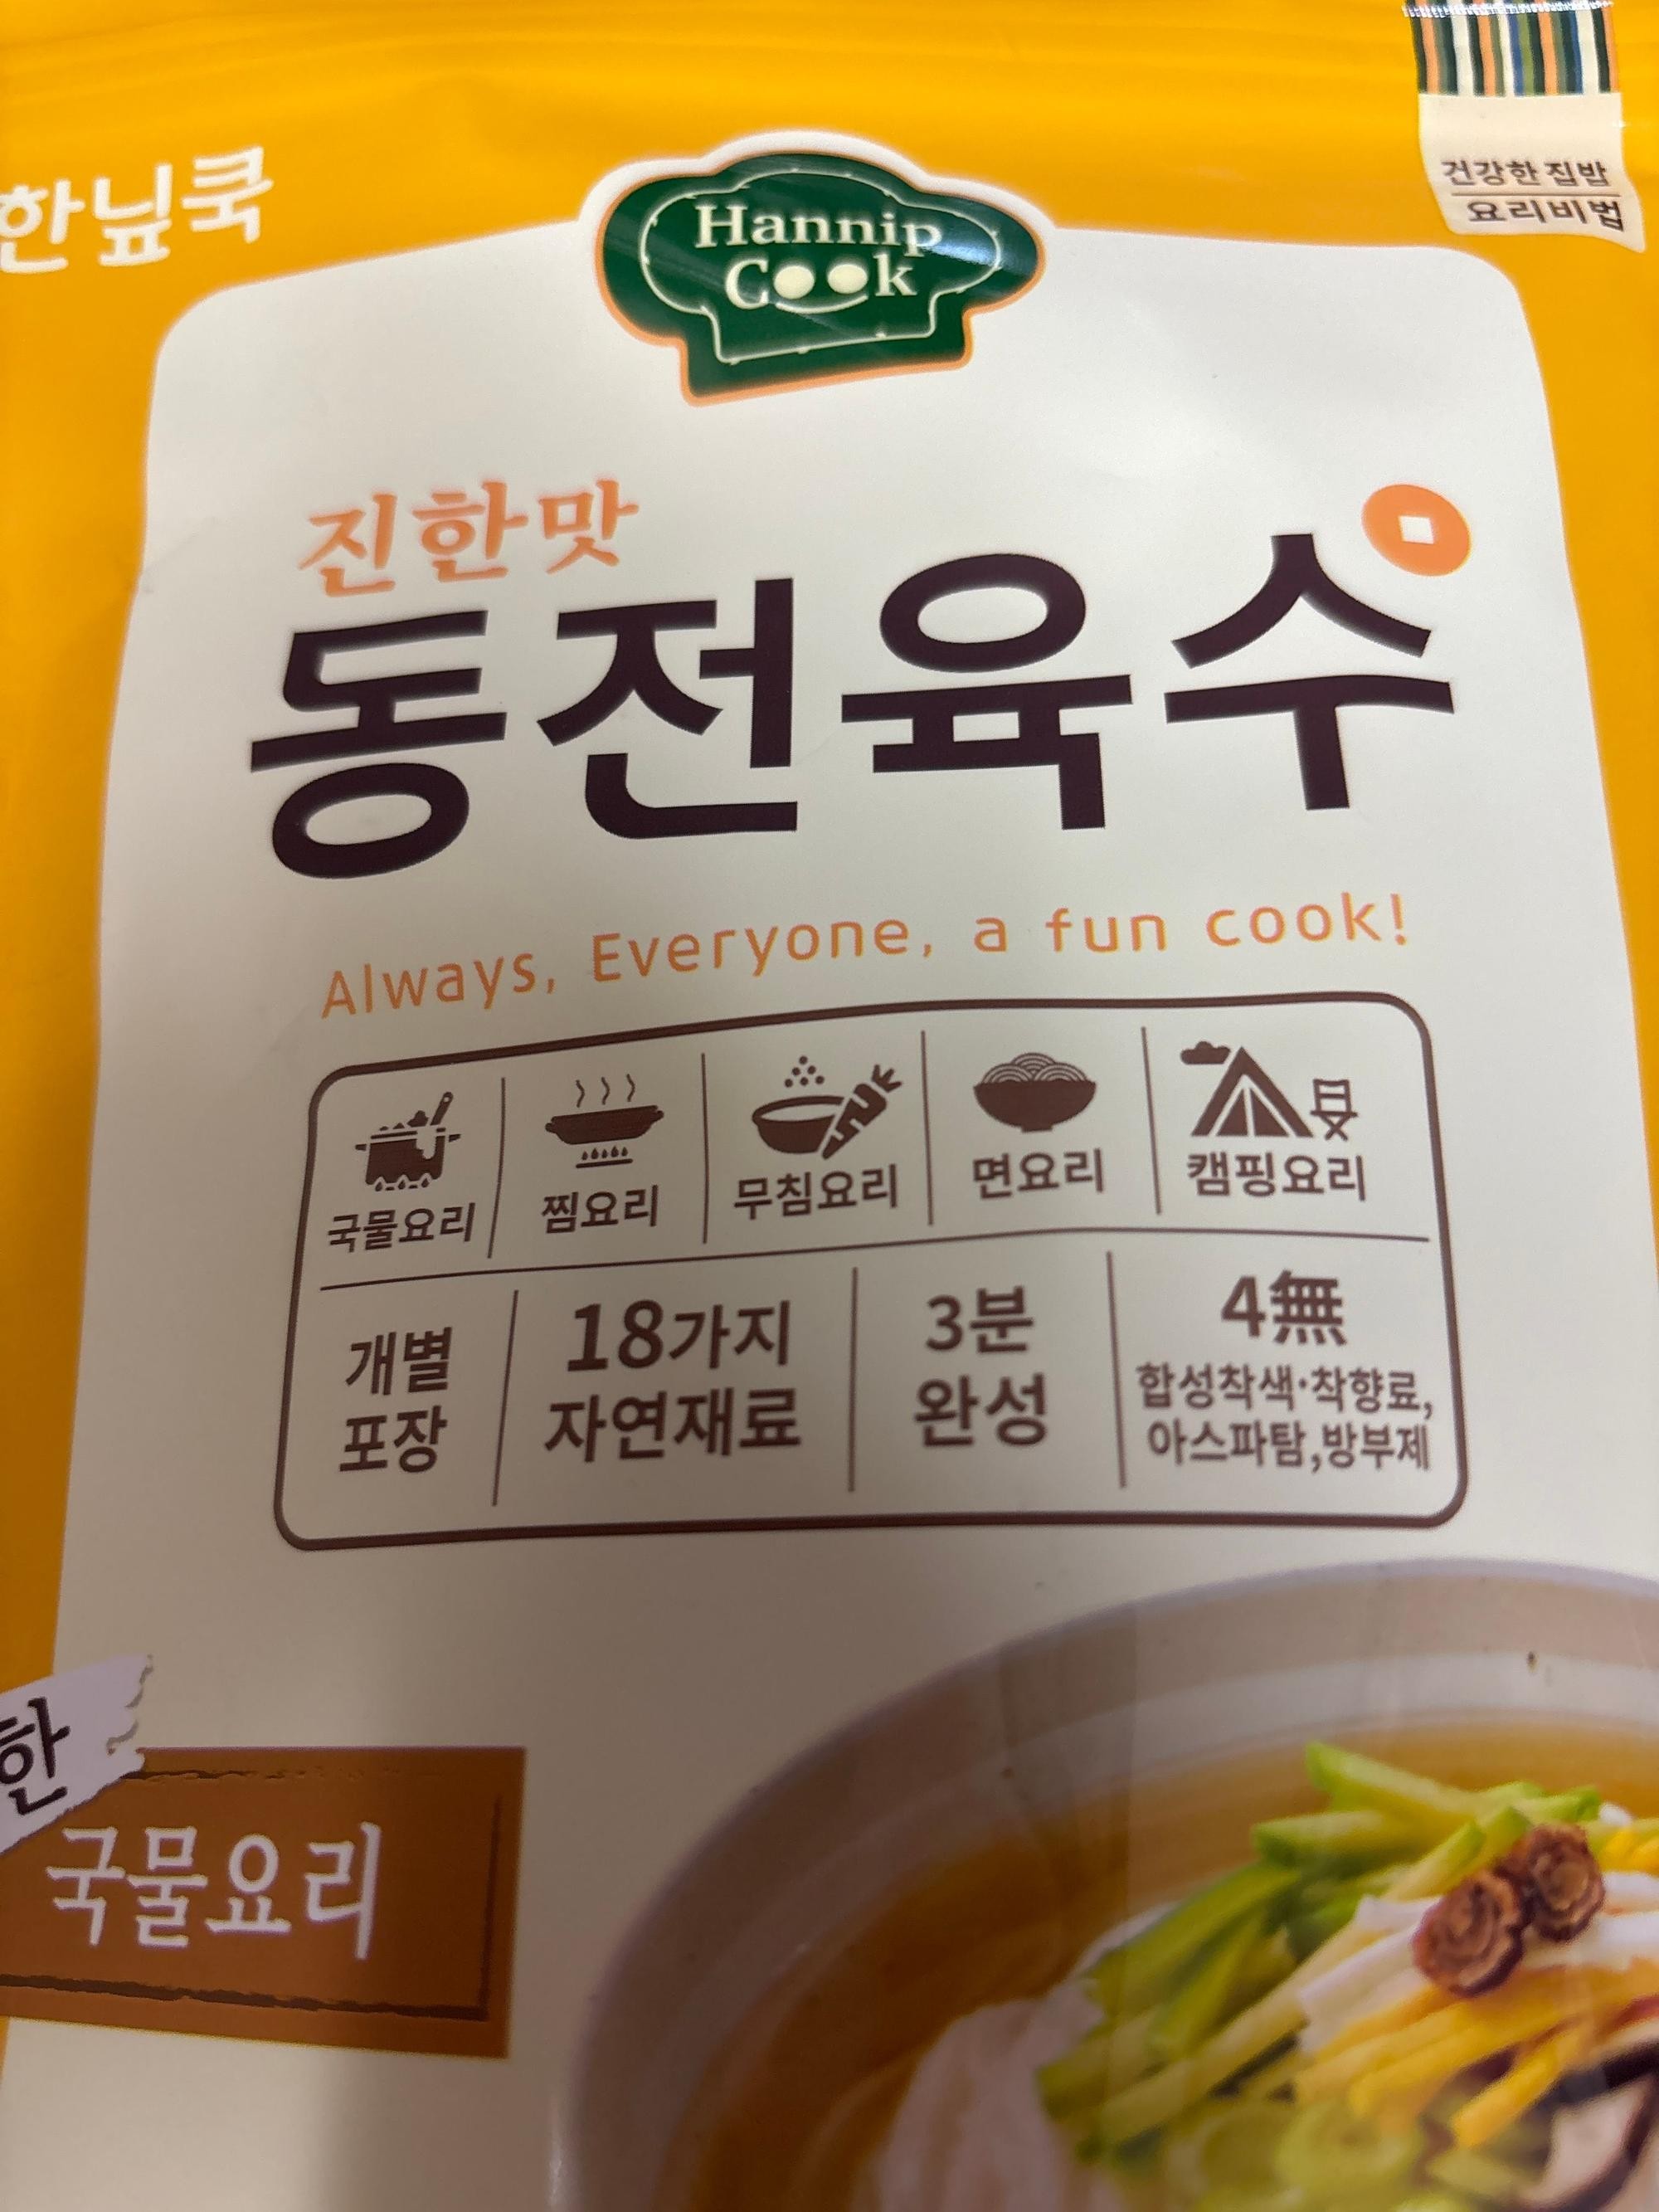 한닢쿡
건강한 집밥
요리비법
Hannip
Cook
진한맛
동전육수
Always, Everyone, a fun cook!
국물요리
찜요리
무침요리
면요리
캠핑요리
개별
포장
18가지
자연재료
3분
완성
4無
합성착색·착향료,
아스파탐,방부제
한
국물요리